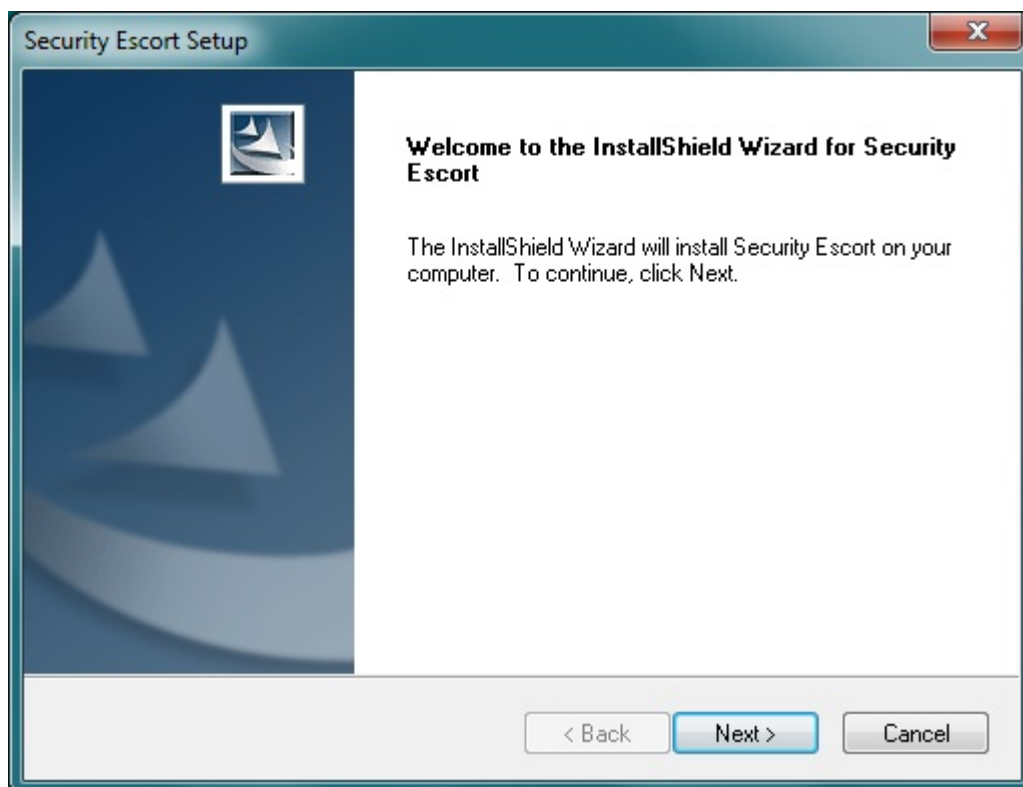 Security Escort Setup
Welcome to the InstallShield Wizard for Security
Escort
The InstallShield Wizard will install Security Escort on your
computer.  To continue, click Next.
< Back
Next >
Cancel